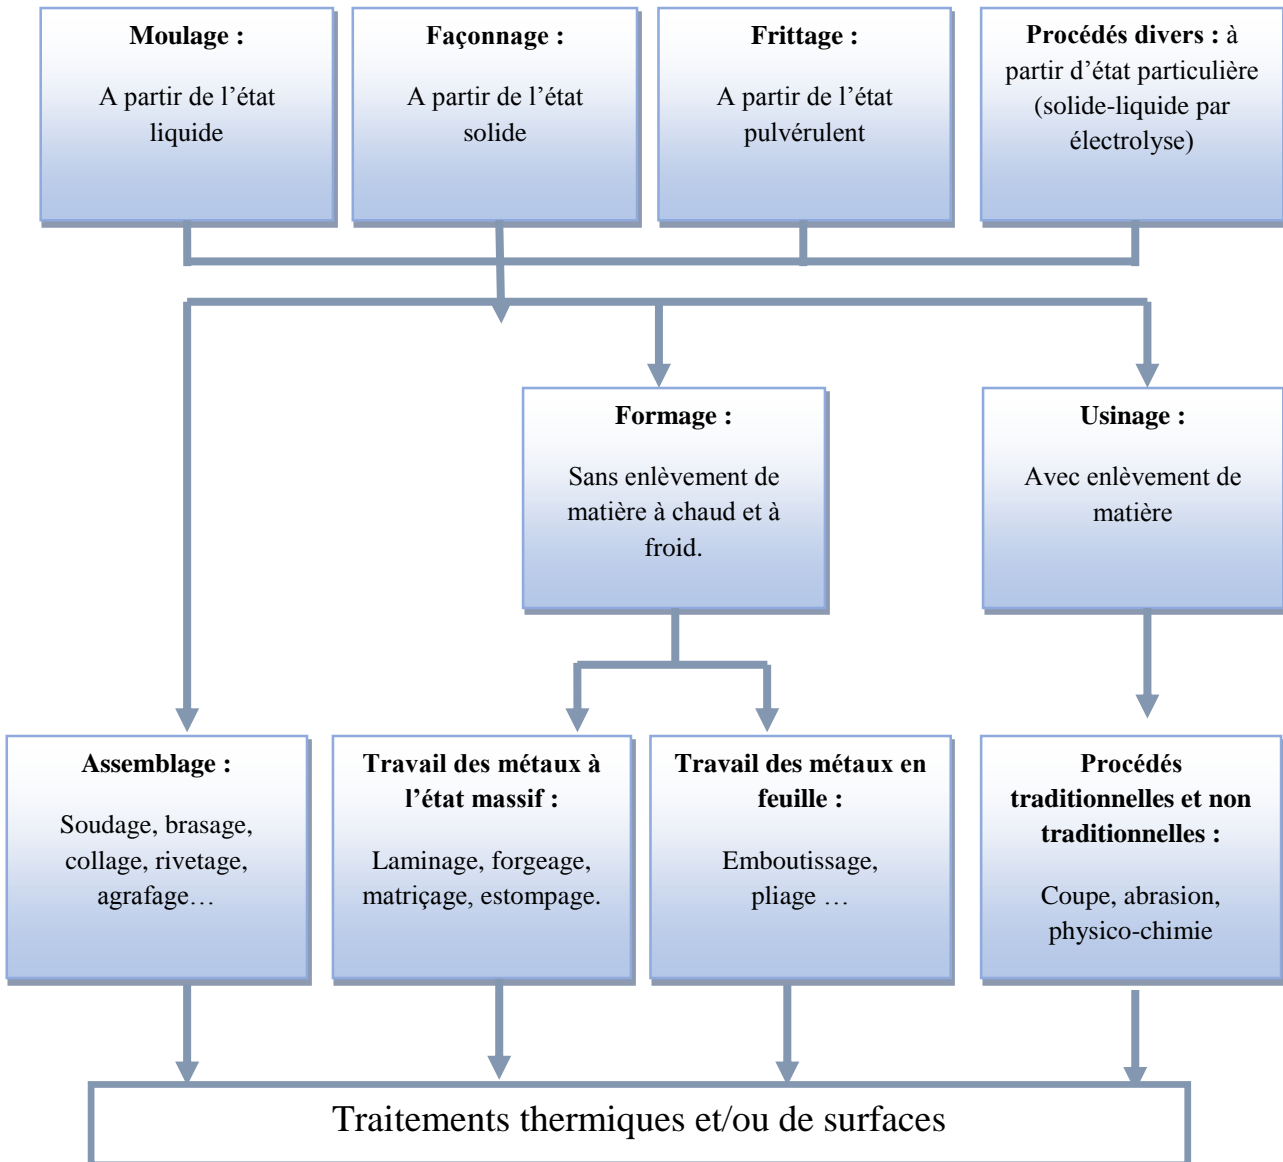 Moulage :
A partir de l’état
liquide
Façonnage :
A partir de l’état
solide
Frittage :
A partir de l’état
pulvérulent
Procédés divers : à
partir d’état particulière
(solide-liquide par
électrolyse)
Formage :
Sans enlèvement de
matière à chaud et à
froid.
Usinage :
Avec enlèvement de
matière
Assemblage :
Soudage, brasage,
collage, rivetage,
agrafage…
Travail des métaux à
l’état massif :
Laminage, forgeage,
matriçage, estompage.
Travail des métaux en
feuille :
Emboutissage,
pliage …
Procédés
traditionnelles et non
traditionnelles :
Coupe, abrasion,
physico-chimie
Traitements thermiques et/ou de surfaces